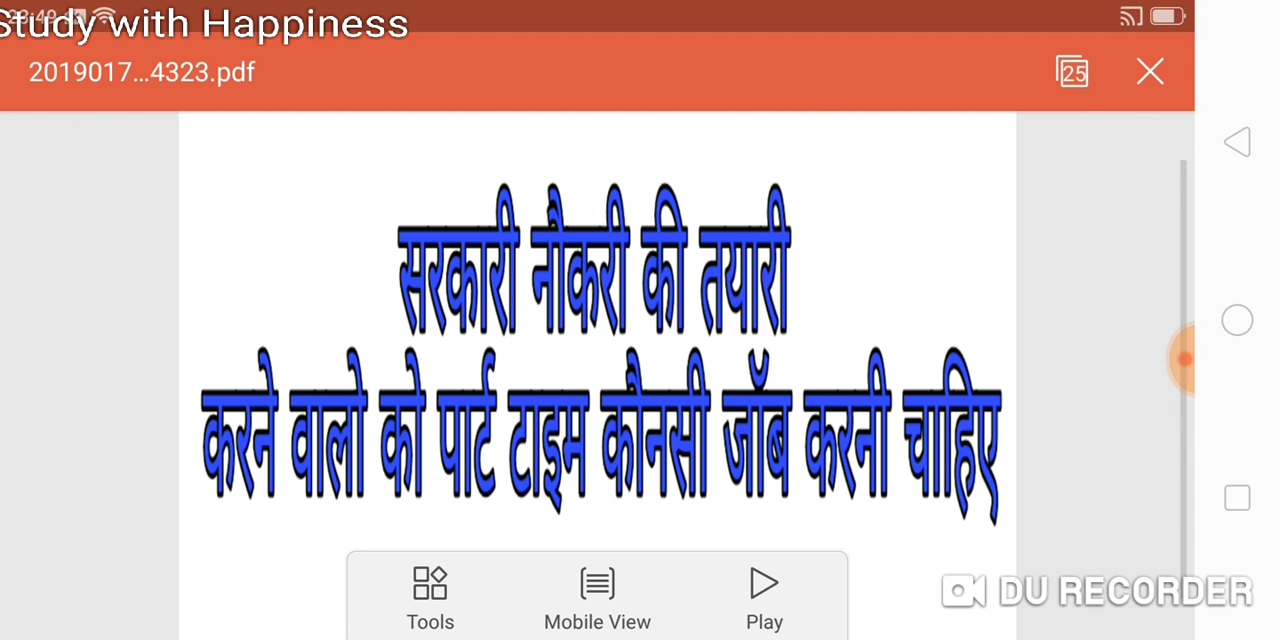 Study with Happiness
2019017...4323.pdf
25
सरकारी नौकरी की तयारी
करने वालो को पार्ट टाइम कौनसी जॉब करनी चाहिए
Tools
Mobile View
Play
DU RECORDER